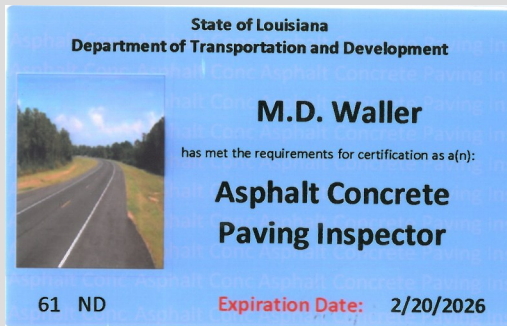 State of Louisiana
Department of Transportation and Development
M.D. Waller
has met the requirements for certification as a(n):
Asphalt Concrete
Paving Inspector
61 ND
Expiration Date: 2/20/2026